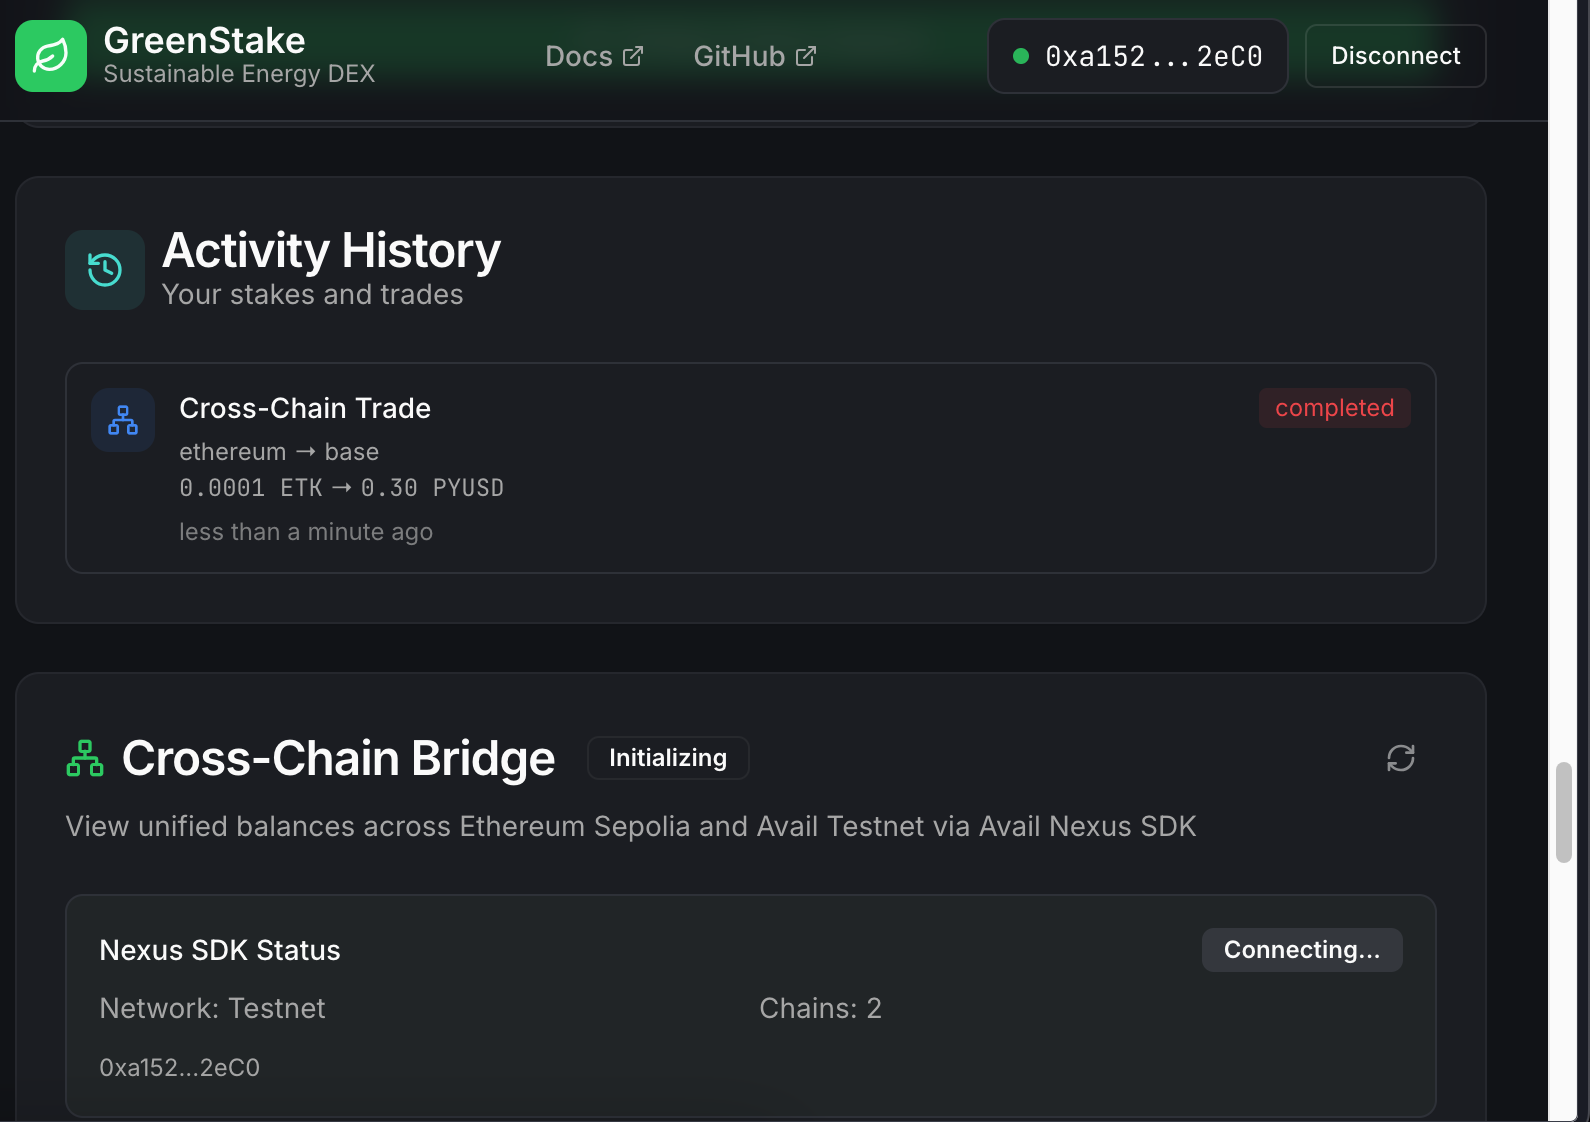 GreenStake
Sustainable Energy DEX
Docs
GitHub
0xa152...2eC0
Disconnect
Activity History
Your stakes and trades
Cross-Chain Trade
completed
ethereum → base
0.0001 ETK → 0.30 PYUSD
less than a minute ago
Cross-Chain Bridge
Initializing
View unified balances across Ethereum Sepolia and Avail Testnet via Avail Nexus SDK
Nexus SDK Status
Connecting...
Network: Testnet
Chains: 2
0xa152...2eC0